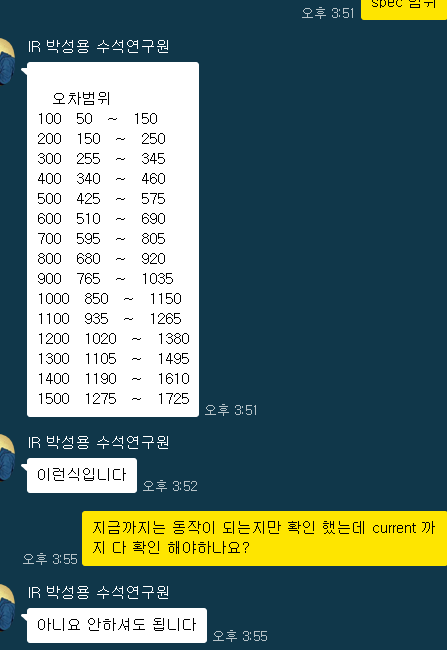 spec 범위
오후 3:51
IR 박성용 수석연구원
오차범위
100 50 ~ 150
200 150 ~ 250
300 255 ~ 345
400 340 ~ 460
500 425 ~ 575
600 510 ~ 690
700 595 ~ 805
800 680 ~ 920
900 765 ~ 1035
1000 850 ~ 1150
1100 935 ~ 1265
1200 1020 ~ 1380
1300 1105 ~ 1495
1400 1190 ~ 1610
1500 1275 ~ 1725
오후 3:51
IR 박성용 수석연구원
이런식입니다
오후 3:52
지금까지는 동작이 되는지만 확인 했는데 current 까
지 다 확인 해야하나요?
오후 3:55
IR 박성용 수석연구원
아니요 안하셔도 됩니다
오후 3:55